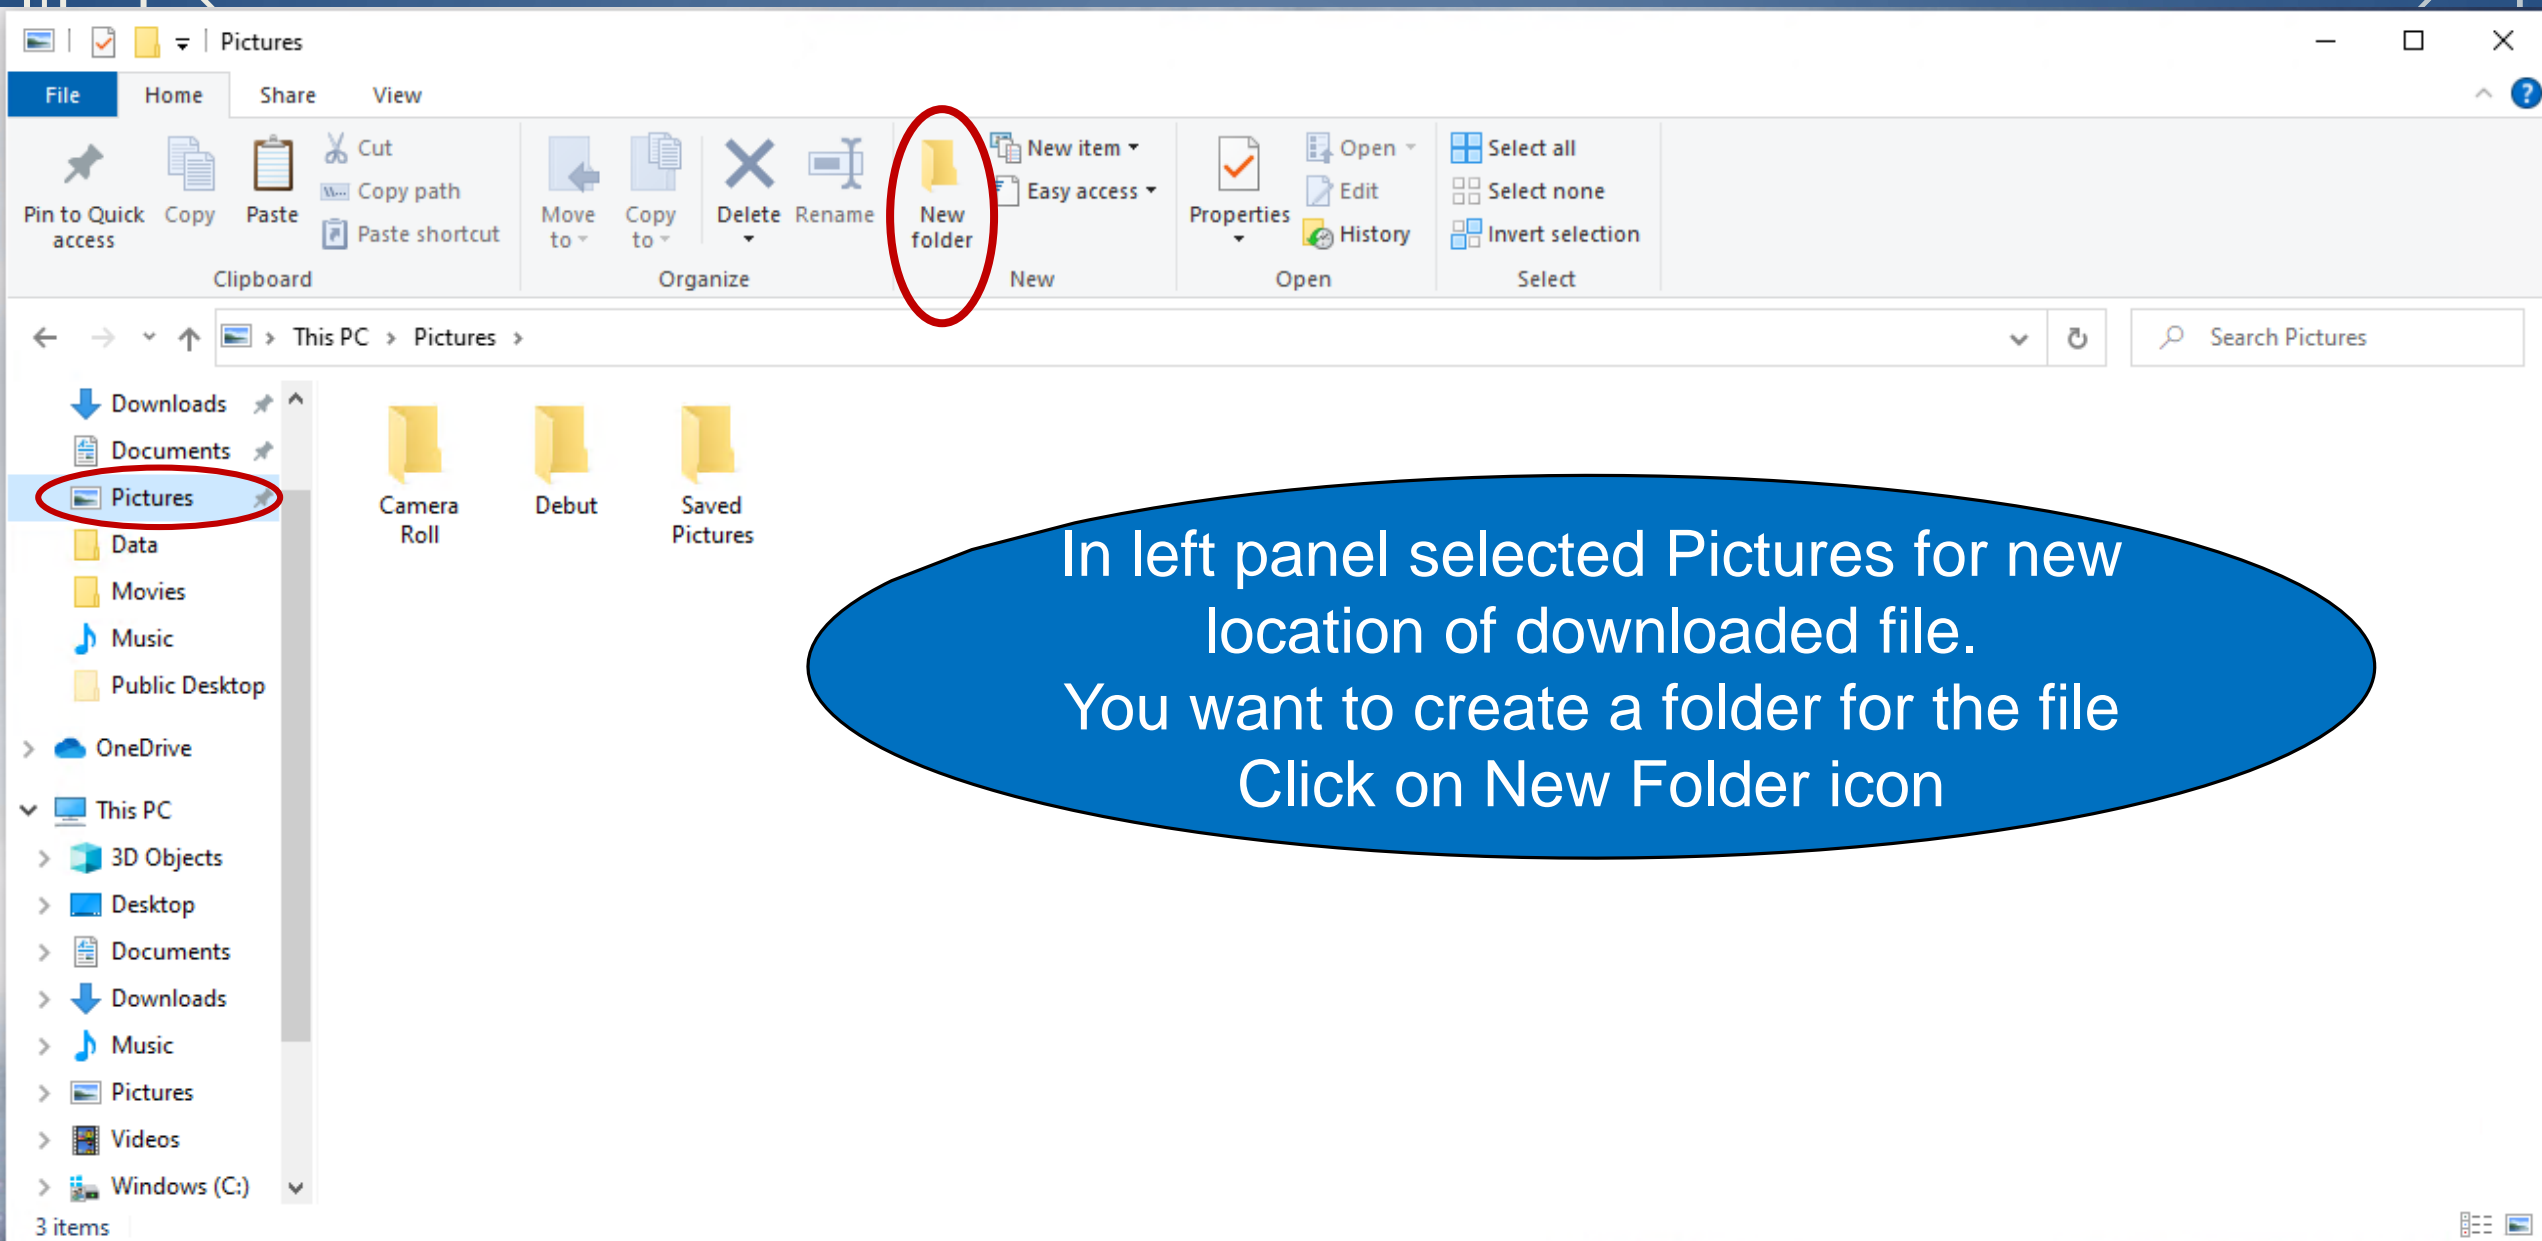 Pictures
File Home Share View
Pin to Quick access
Copy
Paste
Cut
Copy path
Paste shortcut
Clipboard
Move to
Copy to
Delete
Rename
Organize
New folder
New item
Easy access
New
Properties
Open
Edit
History
Open
Select all
Select none
Invert selection
Select
This PC > Pictures >
Search Pictures
Downloads
Documents
Pictures
Data
Movies
Music
Public Desktop
OneDrive
This PC
3D Objects
Desktop
Documents
Downloads
Music
Pictures
Videos
Windows (C:)
Camera
Roll
Debut
Saved
Pictures
In left panel selected Pictures for new
location of downloaded file.
You want to create a folder for the file
Click on New Folder icon
3 items